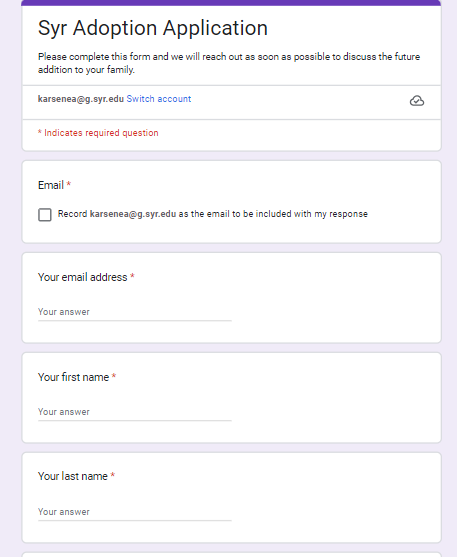 Syr Adoption Application
Please complete this form and we will reach out as soon as possible to discuss the future
addition to your family.
karsenea@g.syr.edu Switch account
* Indicates required question
Email *
Record karsenea@g.syr.edu as the email to be included with my response
Your email address *
Your answer
Your first name *
Your answer
Your last name *
Your answer